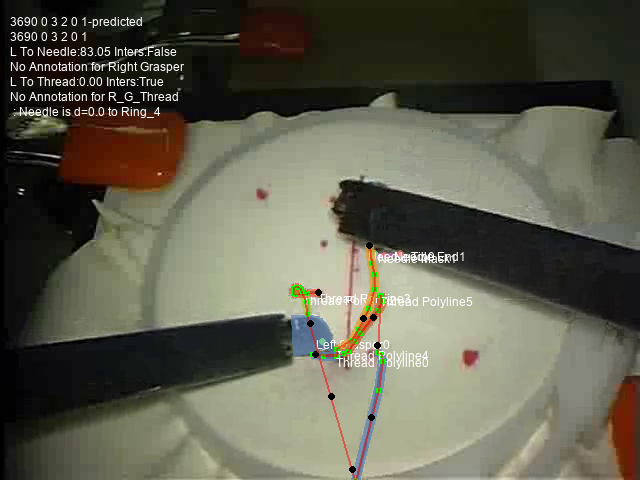 3690 0 3 2 0 1-predicted
3690 0 3 2 0 1
L To Needle:83.05 Inters:False
No Annotation for Right Grasper
L To Thread:0.00 Inters:True
No Annotation for R_G_Thread
: Needle is d=0.0 to Ring_4
Thread Polyline5
Thread Polyline4
Thread Polyline0